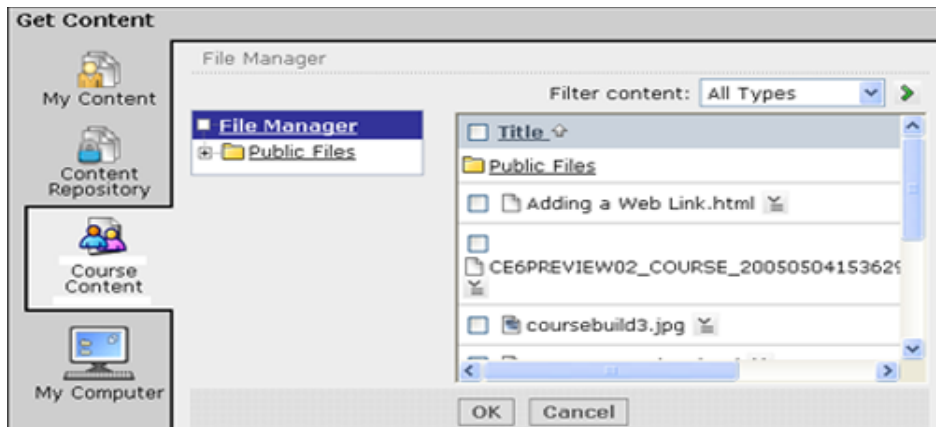 Get Content
My Content
Content
Repository
Course
Content
My Computer
File Manager
Filter content: All Types
File Manager
Public Files
Title
Public Files
Adding a Web Link.html
CE6PREVIEW02_COURSE_20050504153629
coursebuild3.jpg
OK Cancel